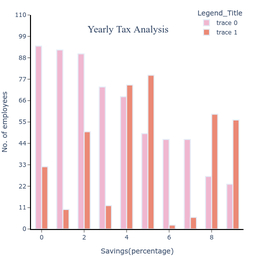 Yearly Tax Analysis
Legend_Title
trace 0
trace 1
No. of employees
110
99
88
77
66
55
44
33
22
11
0
0
2
4
6
8
Savings(percentage)